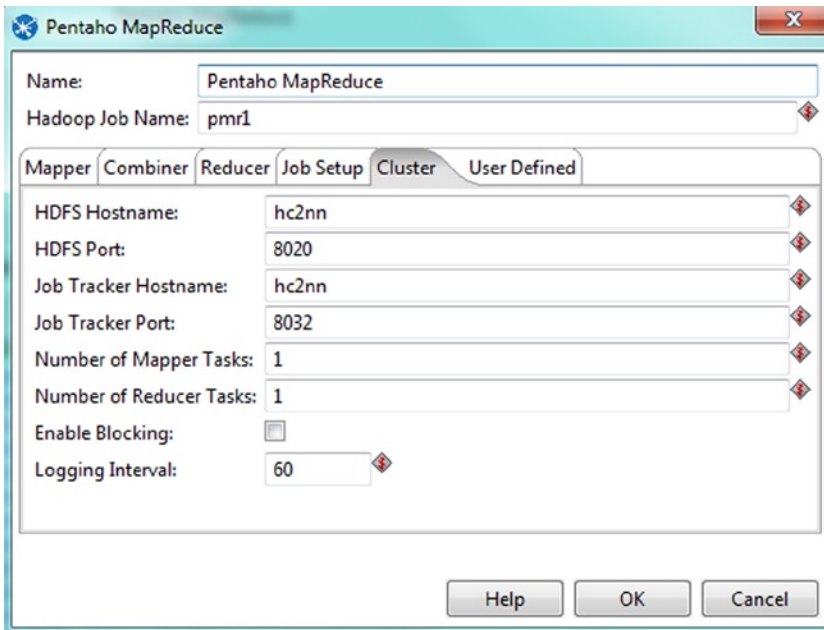 Pentaho MapReduce
Name: Pentaho MapReduce
Hadoop Job Name: pmr1
Mapper Combiner Reducer Job Setup Cluster User Defined
HDFS Hostname: hc2nn
HDFS Port: 8020
Job Tracker Hostname: hc2nn
Job Tracker Port: 8032
Number of Mapper Tasks: 1
Number of Reducer Tasks: 1
Enable Blocking:
Logging Interval: 60
Help OK Cancel